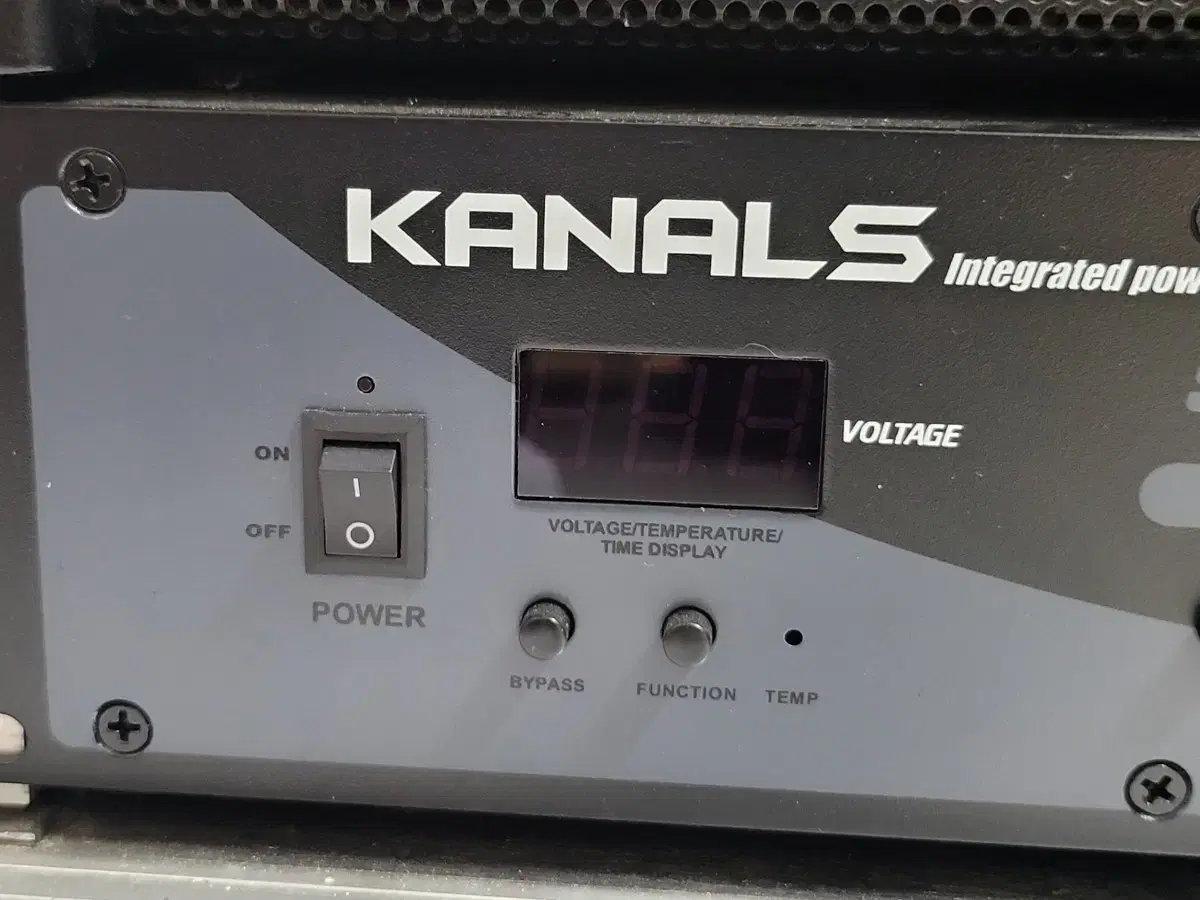 KANALS
Integrated pow
VOLTAGE
ON
OFF
I
O
POWER
VOLTAGE/TEMPERATURE/
TIME DISPLAY
BYPASS
FUNCTION
TEMP